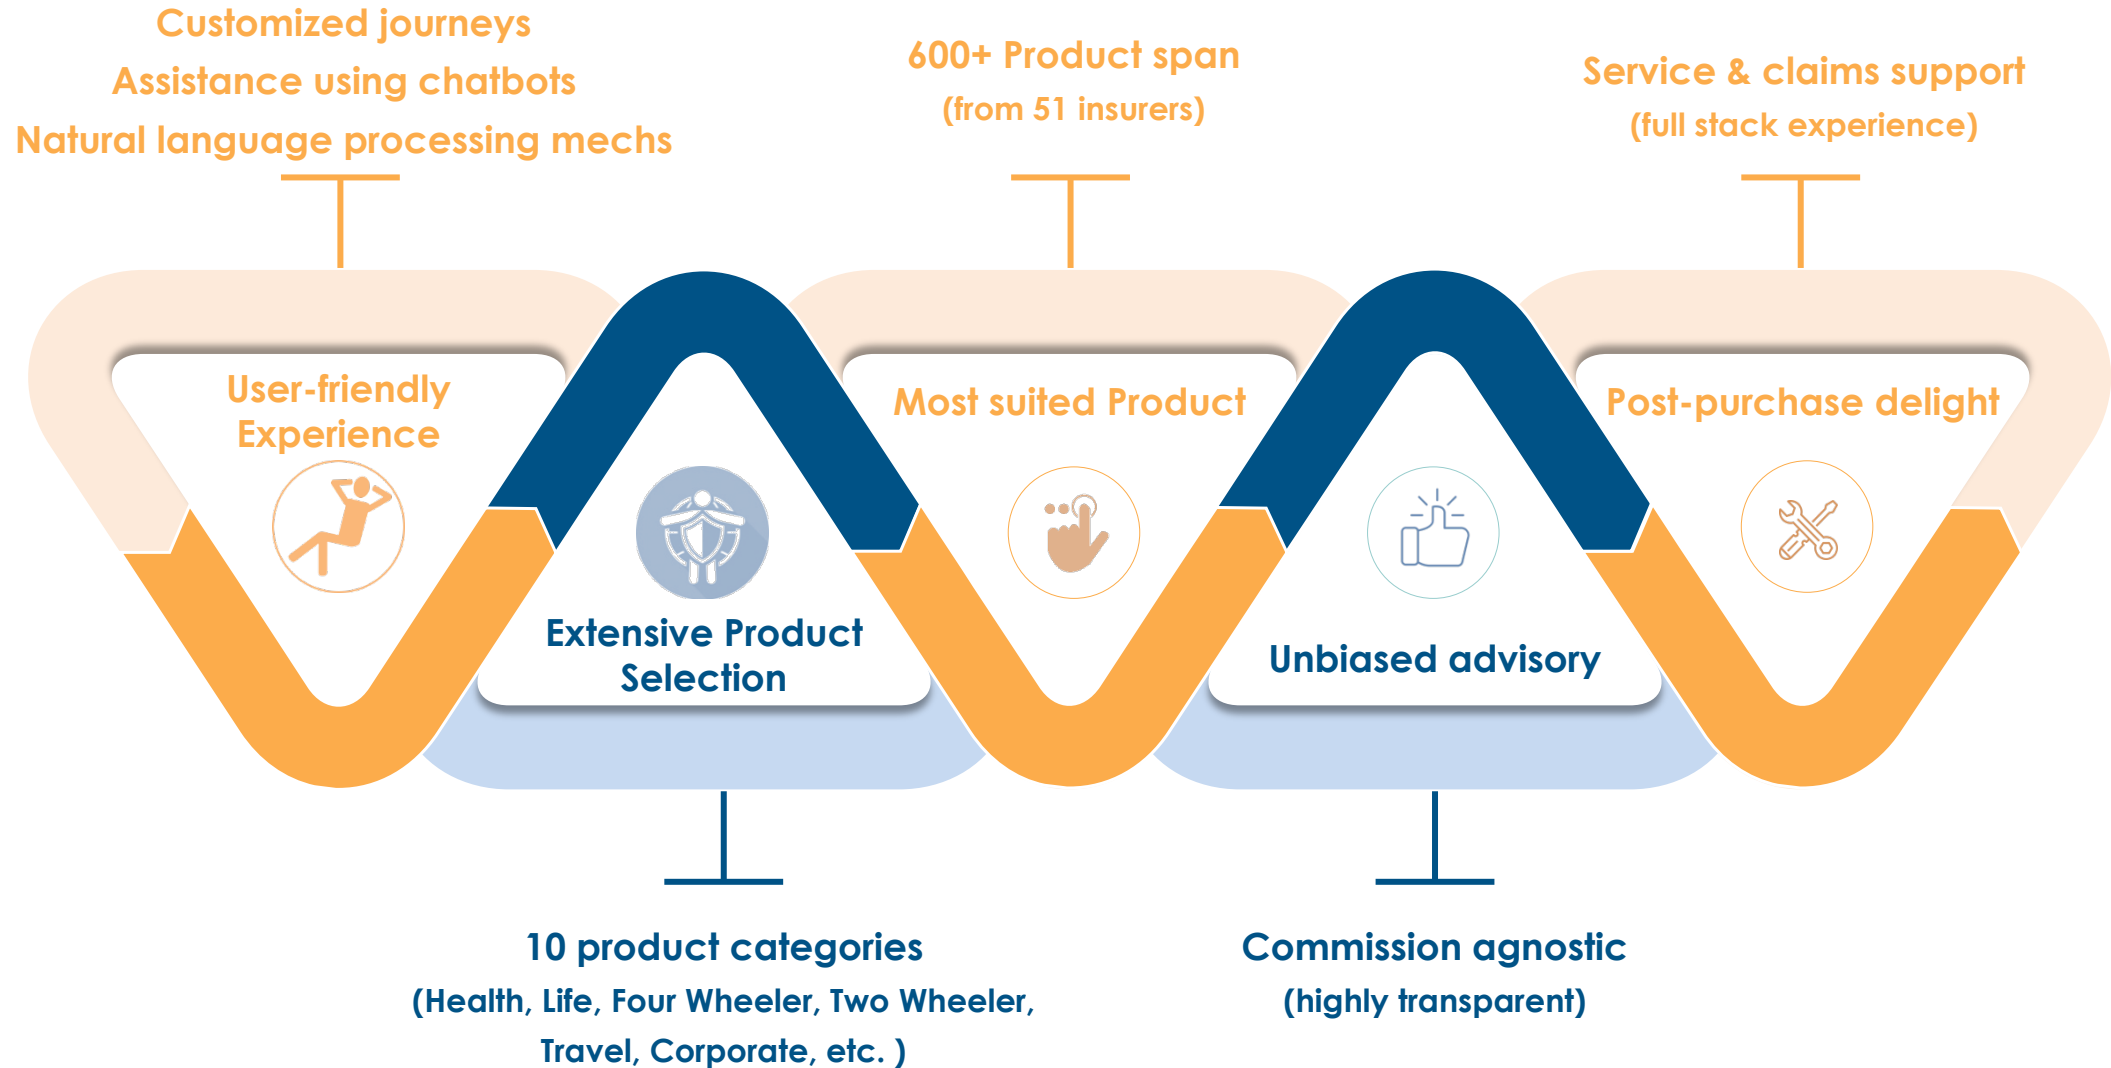 Customized journeys
Assistance using chatbots
Natural language processing mechs
600+ Product span
(from 51 insurers)
Service & claims support
(full stack experience)
User-friendly
Experience
Most suited Product
Post-purchase delight
Extensive Product
Selection
Unbiased advisory
10 product categories
(Health, Life, Four Wheeler, Two Wheeler,
Travel, Corporate, etc. )
Commission agnostic
(highly transparent)